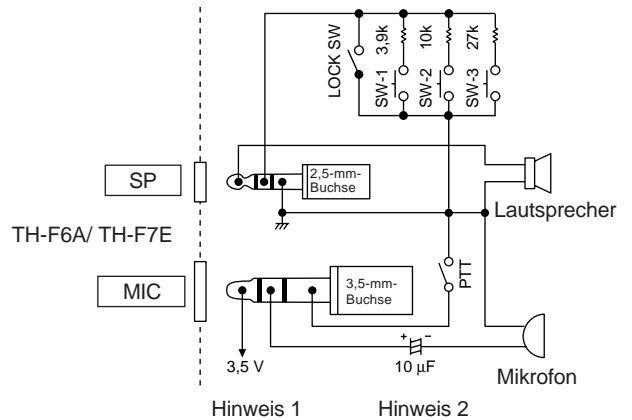 LOCK SW
3,9k
10k
27k
SW-1
SW-2
SW-3
SP
2,5-mm-
Buchse
Lautsprecher
TH-F6A/ TH-F7E
MIC
3,5-mm-
Buchse
PTT
3,5 V
+ −
10 µF
Mikrofon
Hinweis 1 Hinweis 2